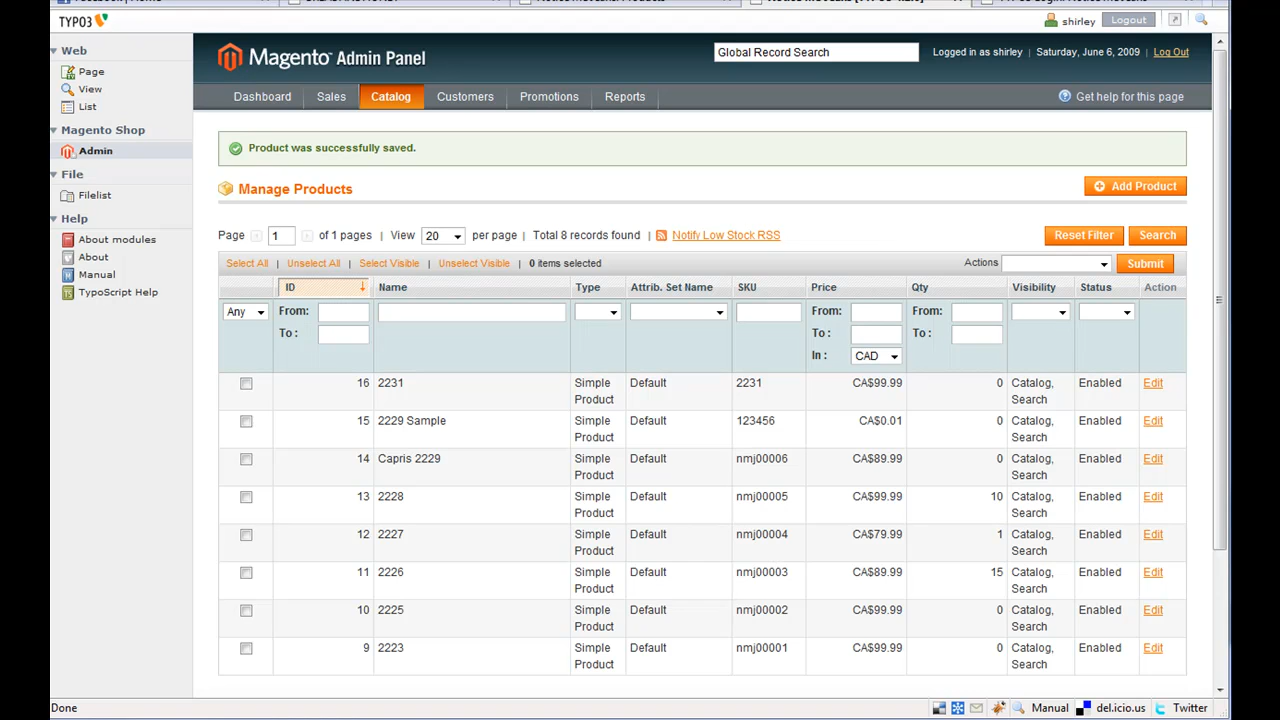 TYPO3
shirley Logout
Web
Page
View
List
Magento Shop
Admin
File
Filelist
Help
About modules
About
Manual
TypoScript Help
Magento™ Admin Panel
Global Record Search
Logged in as shirley | Saturday, June 6, 2009 | Log Out
Dashboard Sales Catalog Customers Promotions Reports
Get help for this page
Product was successfully saved.
Manage Products
Add Product
Page 1 of 1 pages | View 20 per page | Total 8 records found | Notify Low Stock RSS
Reset Filter Search
Select All | Unselect All | Select Visible | Unselect Visible | 0 items selected
Actions Submit
ID Name Type Attrib. Set Name SKU Price Qty Visibility Status Action
Any From: From: From:
To : To : To :
In : CAD
16 2231 Simple Default 2231 CA$99.99 0 Catalog, Enabled Edit
Product Search
15 2229 Sample Simple Default 123456 CA$0.01 0 Catalog, Enabled Edit
Product Search
14 Capris 2229 Simple Default nmj00006 CA$89.99 0 Catalog, Enabled Edit
Product Search
13 2228 Simple Default nmj00005 CA$99.99 10 Catalog, Enabled Edit
Product Search
12 2227 Simple Default nmj00004 CA$79.99 1 Catalog, Enabled Edit
Product Search
11 2226 Simple Default nmj00003 CA$89.99 15 Catalog, Enabled Edit
Product Search
10 2225 Simple Default nmj00002 CA$99.99 0 Catalog, Enabled Edit
Product Search
9 2223 Simple Default nmj00001 CA$99.99 0 Catalog, Enabled Edit
Product Search
Done
Manual del.icio.us Twitter